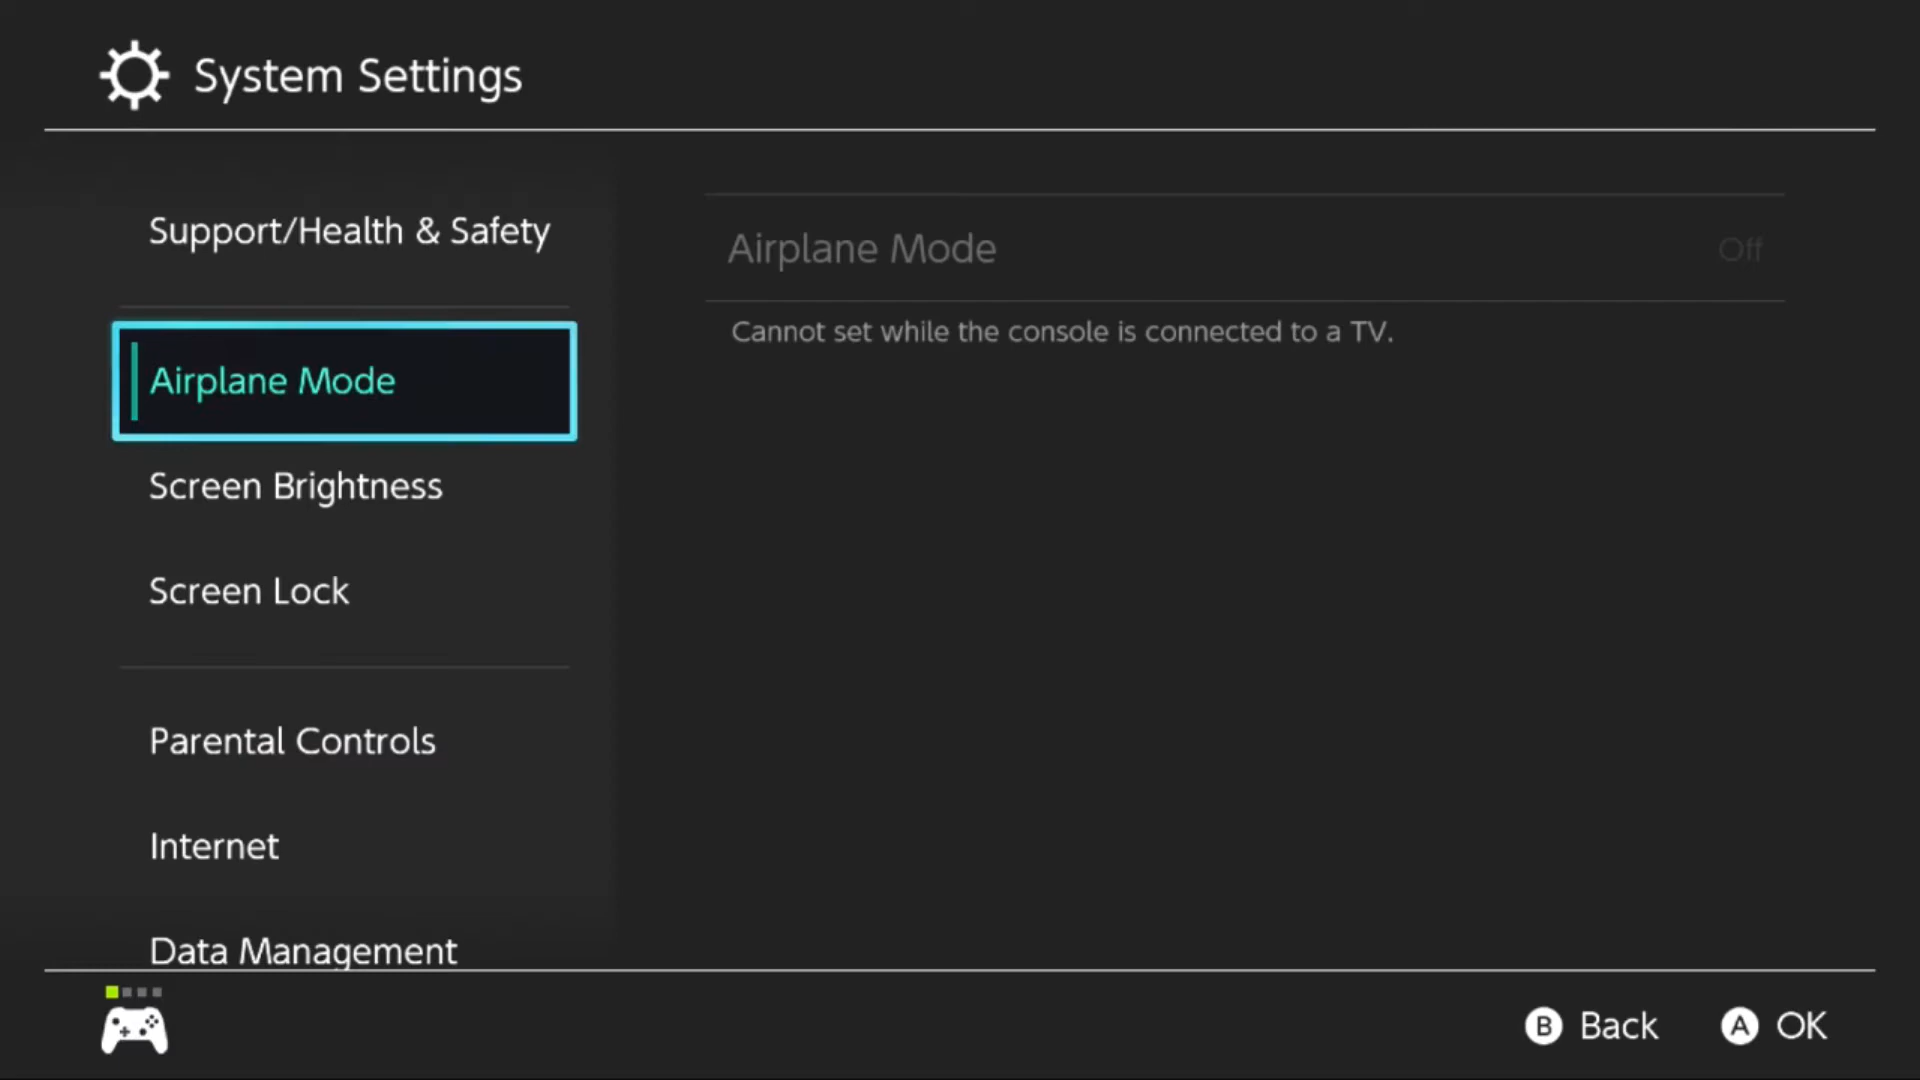 System Settings
Support/Health & Safety
Airplane Mode
Screen Brightness
Screen Lock
Parental Controls
Internet
Data Management
Airplane Mode Off
Cannot set while the console is connected to a TV.
B Back A OK